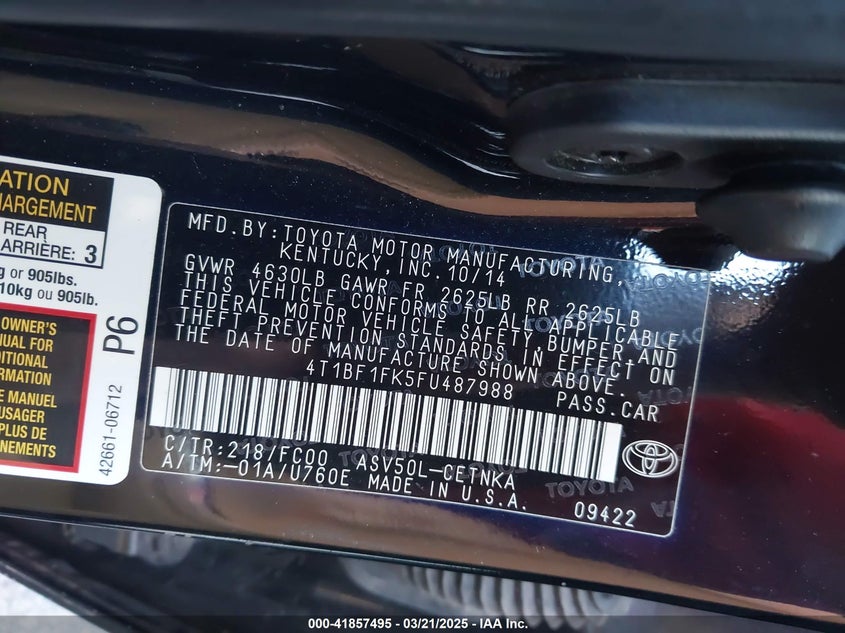 ATION
HARGEMENT
REAR
ARRIÈRE: 3
g or 905lbs.
10kg ou 905lb.
OWNER'S
NUAL FOR
DITIONAL
ORMATION
E MANUEL
'USAGER
PLUS DE
NEMENTS
P6
42661-06712
MFD.BY:TOYOTA MOTOR MANUFACTURING,
KENTUCKY, INC. 10/14
GVWR 4630LB GAWR FR 2625LB RR 2625LB
THIS VEHICLE CONFORMS TO ALL APPLICABLE
FEDERAL MOTOR VEHICLE SAFETY, BUMPER, AND
THEFT PREVENTION STANDARDS IN EFFECT ON
THE DATE OF MANUFACTURE SHOWN ABOVE.
4T1BF1FK5FU487988 PASS.CAR
C/TR:218/FC00 ASV50L-CETNKA
A/TM:-01A/U760E MADE IN U.S.A.
TOYOTA
09422
000-41857495 — 03/21/2025 — IAA Inc.